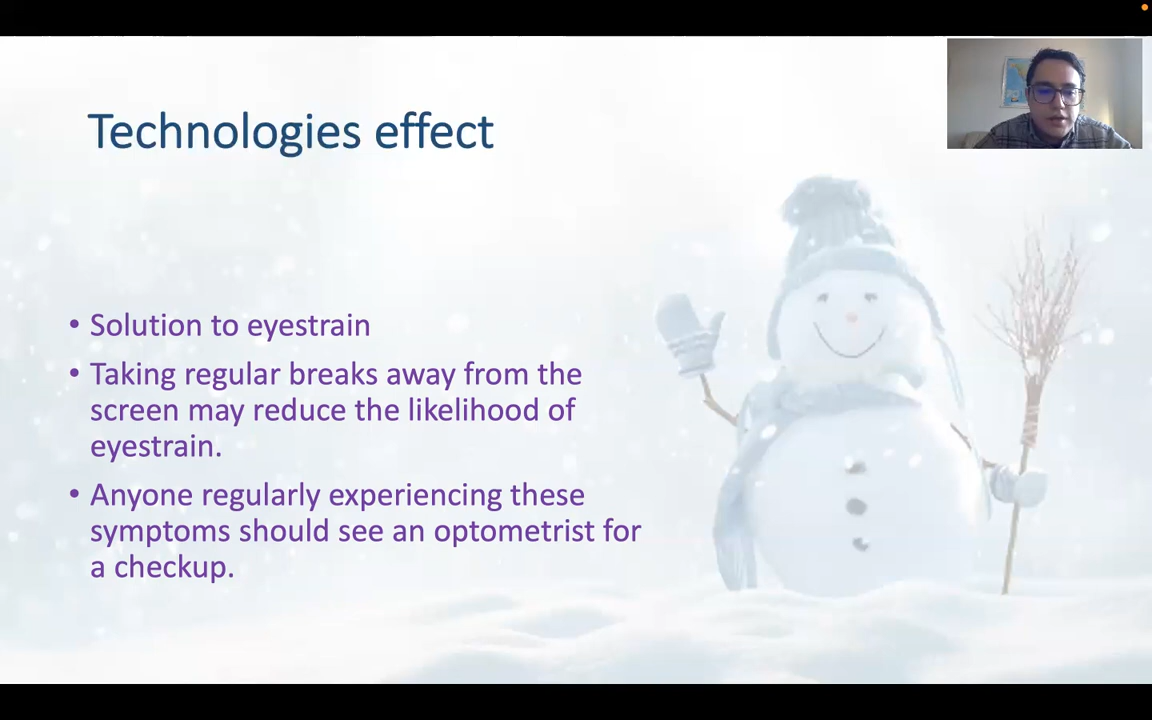 Technologies effect
• Solution to eyestrain
• Taking regular breaks away from the
screen may reduce the likelihood of
eyestrain.
• Anyone regularly experiencing these
symptoms should see an optometrist for
a checkup.